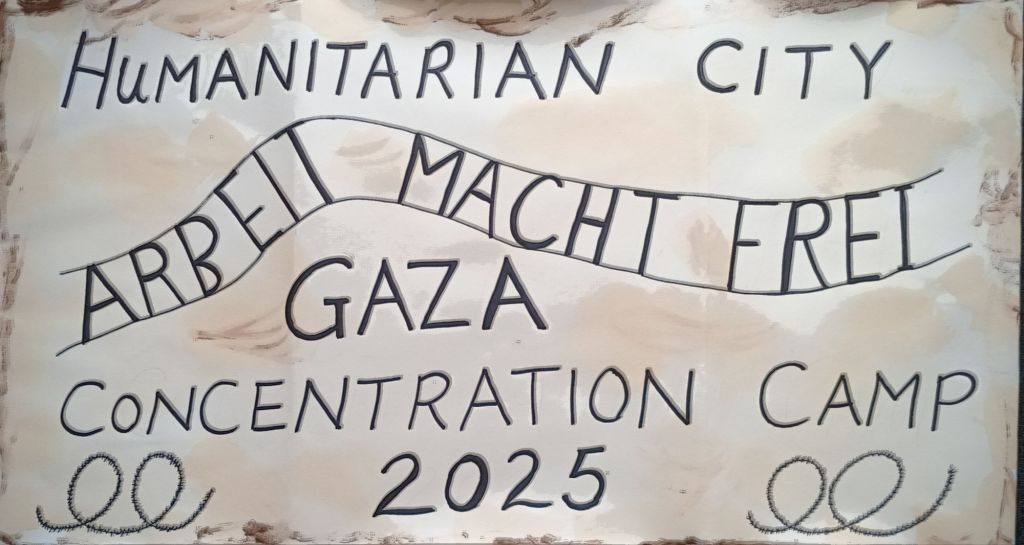 HUMANITARIAN CITY
ARBEIT MACHT FREI
GAZA
CONCENTRATION CAMP
2025